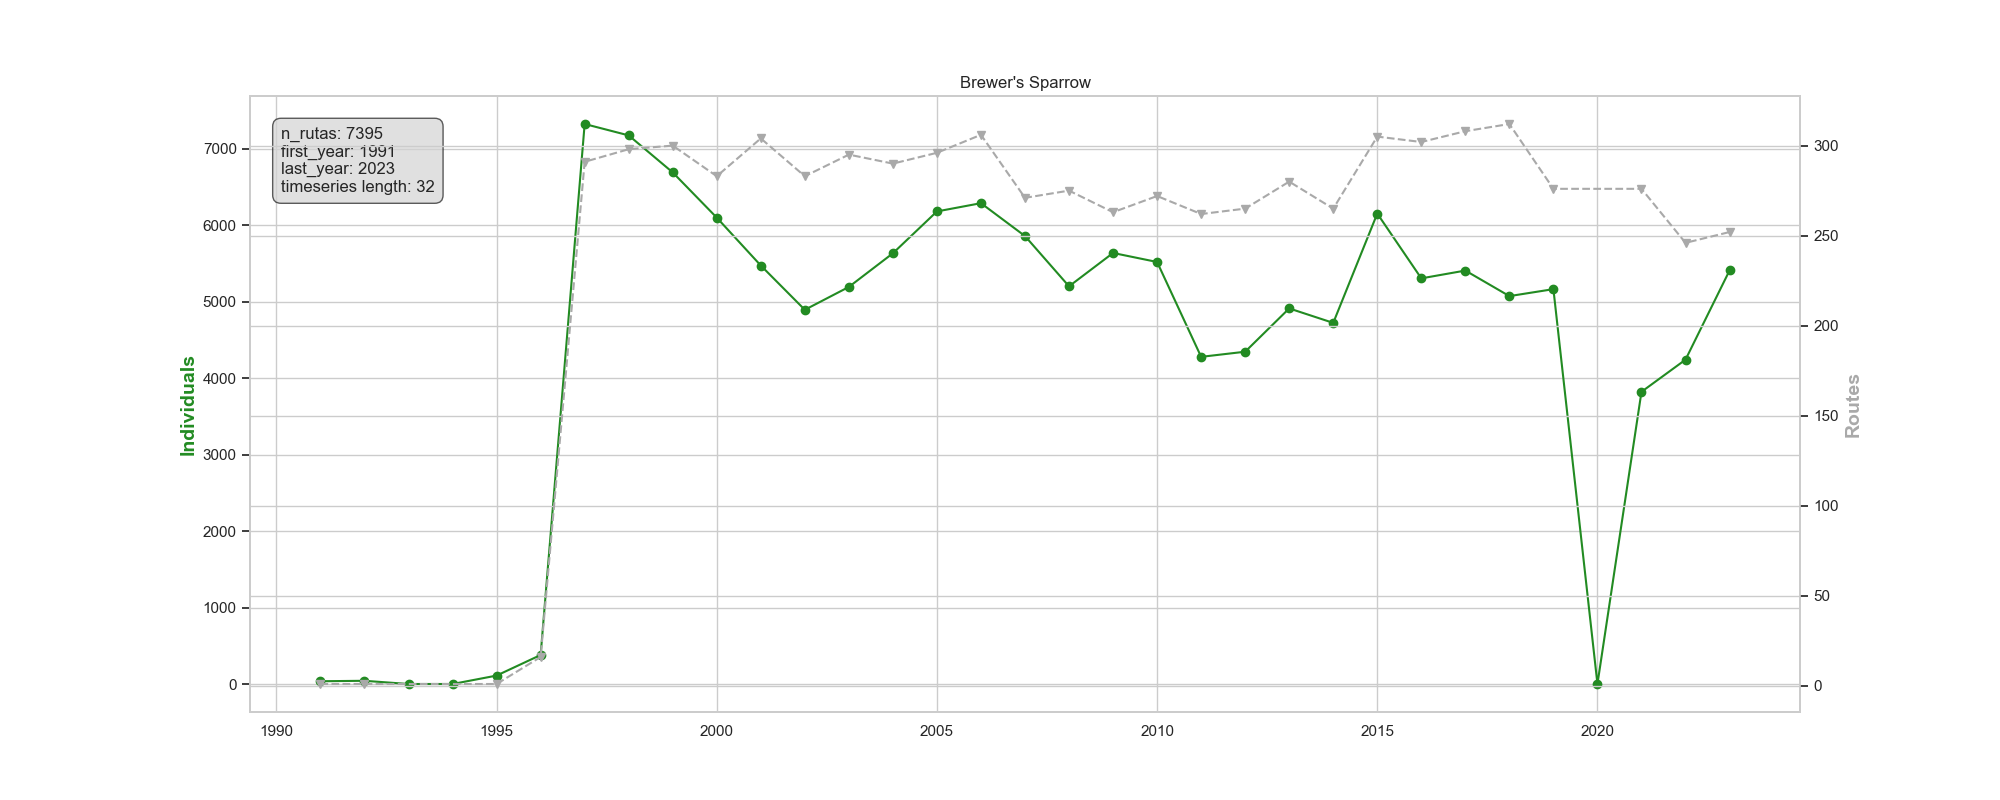 Brewer's Sparrow
n_rutas: 7395
first_year: 1991
last_year: 2023
timeseries length: 32
Individuals
7000
6000
5000
4000
3000
2000
1000
0
Routes
300
250
200
150
100
50
0
1990 1995 2000 2005 2010 2015 2020